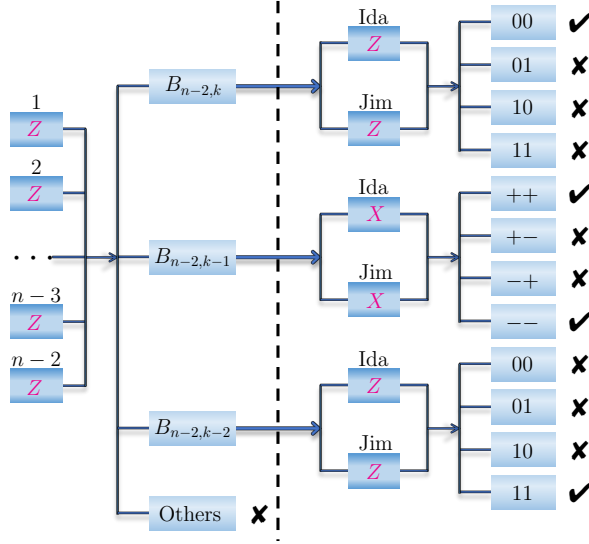 1
Z
2
Z
...
n − 3
Z
n − 2
Z
B_{n−2,k}
B_{n−2,k−1}
B_{n−2,k−2}
Others ✘
Ida
Z
Jim
Z
00 ✔
01 ✘
10 ✘
11 ✘
Ida
X
Jim
X
++ ✔
+− ✘
−+ ✘
−− ✔
Ida
Z
Jim
Z
00 ✘
01 ✘
10 ✘
11 ✔